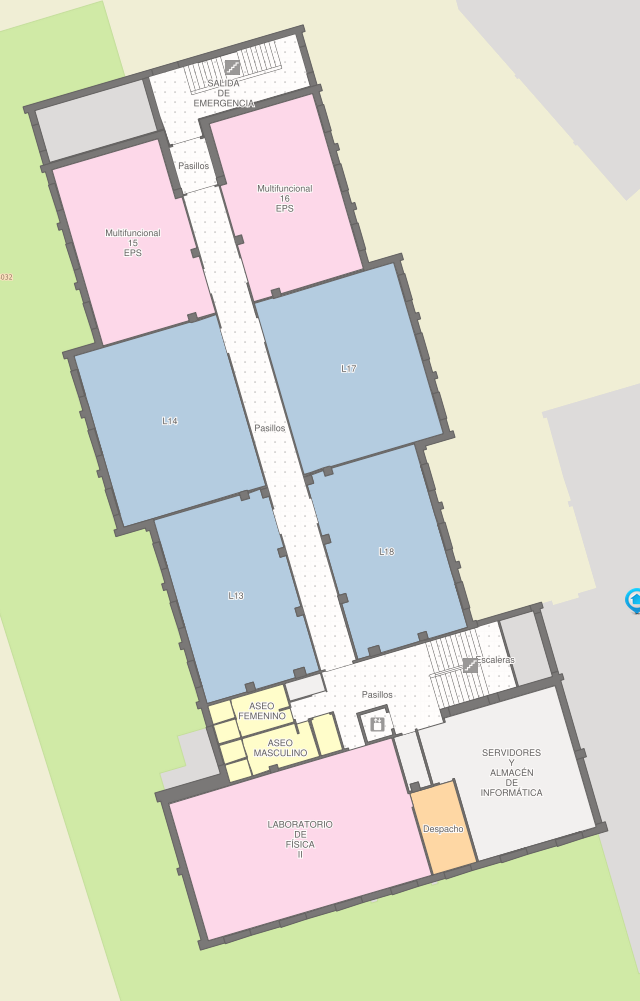 SALIDA
DE
EMERGENCIA
Pasillos
Multifuncional
16
EPS
Multifuncional
15
EPS
032
L17
L14
Pasillos
L18
L13
Escaleras
Pasillos
ASEO
FEMENINO
ASEO
MASCULINO
SERVIDORES
Y
ALMACÉN
DE
INFORMÁTICA
LABORATORIO
DE
FÍSICA
II
Despacho